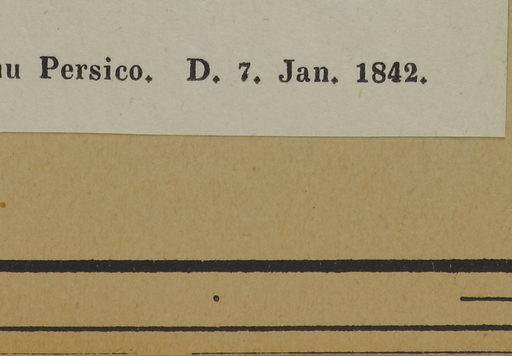 Persico. D. 7. Jan. 1842.